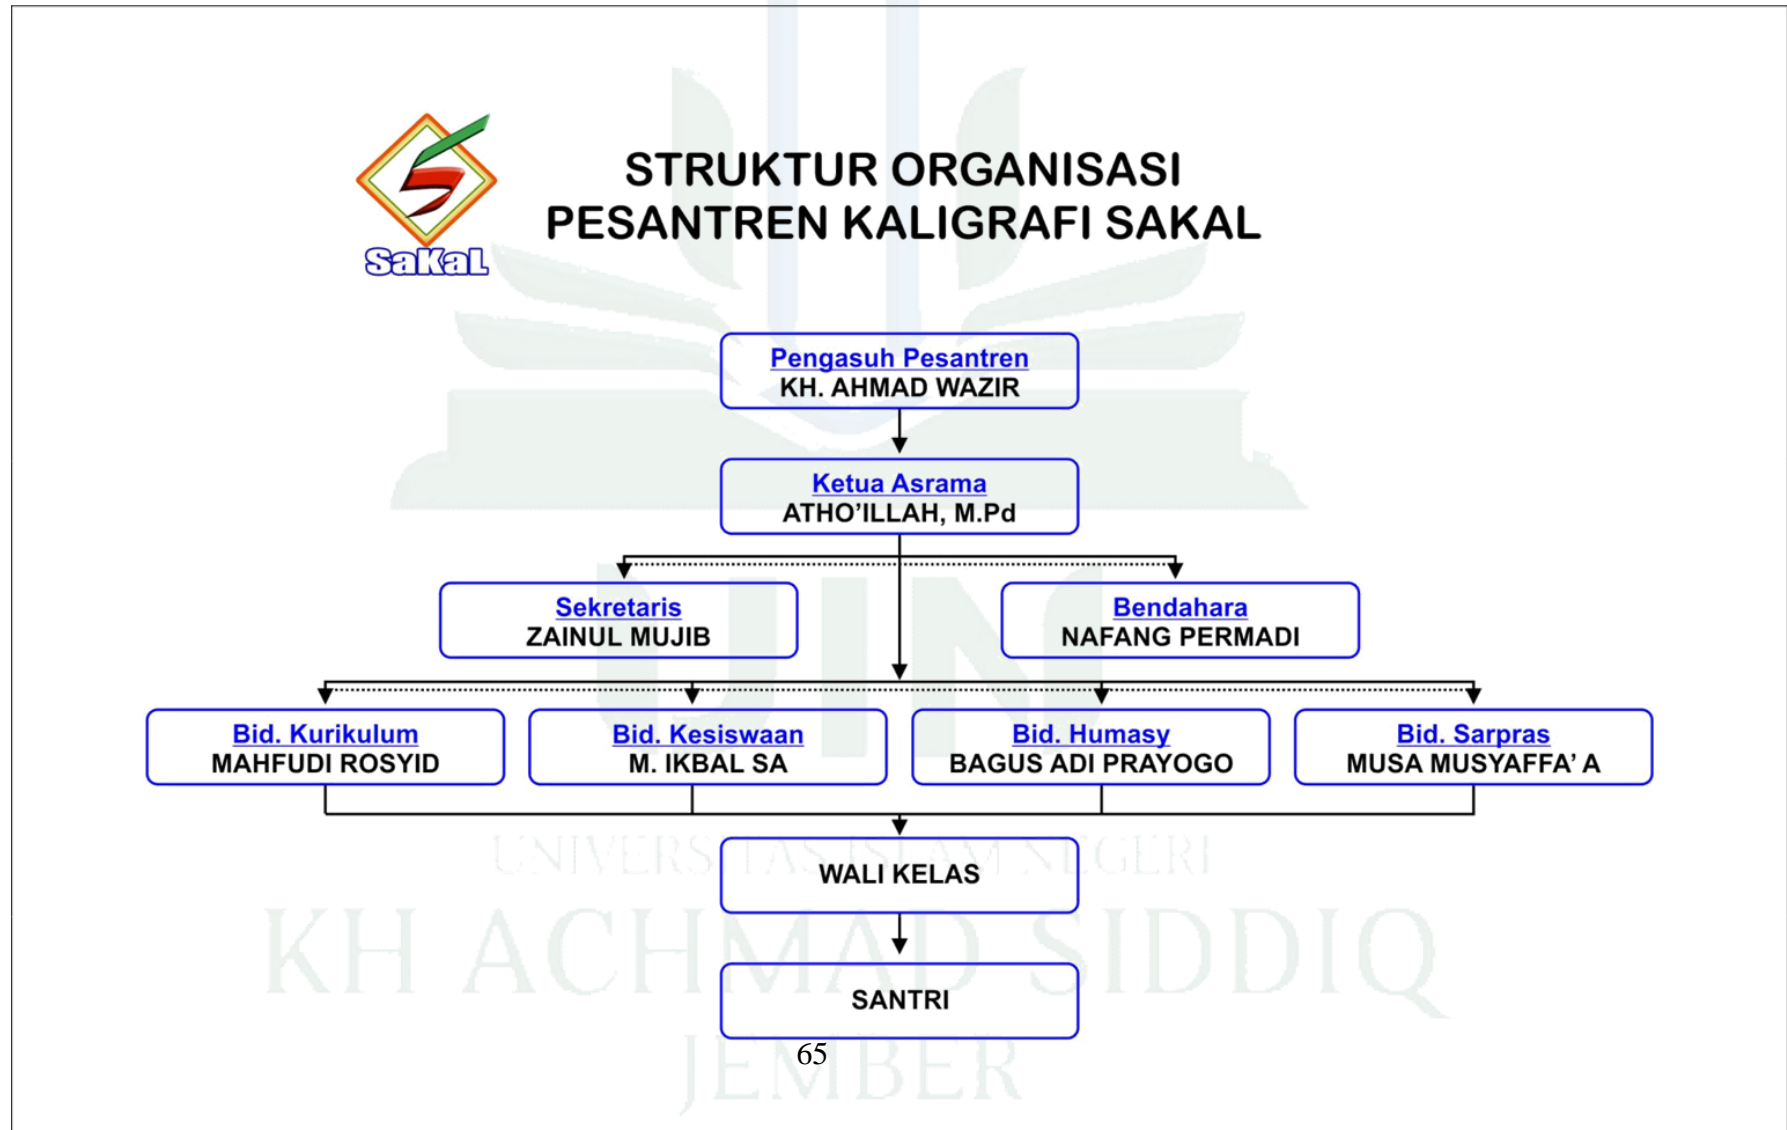 STRUKTUR ORGANISASI
PESANTREN KALIGRAFI SAKAL
SaKaL
Pengasuh Pesantren
KH. AHMAD WAZIR
Ketua Asrama
ATHO’ILLAH, M.Pd
Sekretaris
ZAINUL MUJIB
Bendahara
NAFANG PERMADI
Bid. Kurikulum
MAHFUDI ROSYID
Bid. Kesiswaan
M. IKBAL SA
Bid. Humasy
BAGUS ADI PRAYOGO
Bid. Sarpras
MUSA MUSYAFFA’ A
WALI KELAS
SANTRI
65
UIN
UNIVERSITAS ISLAM NEGERI
KH ACHMAD SIDDIQ
JEMBER